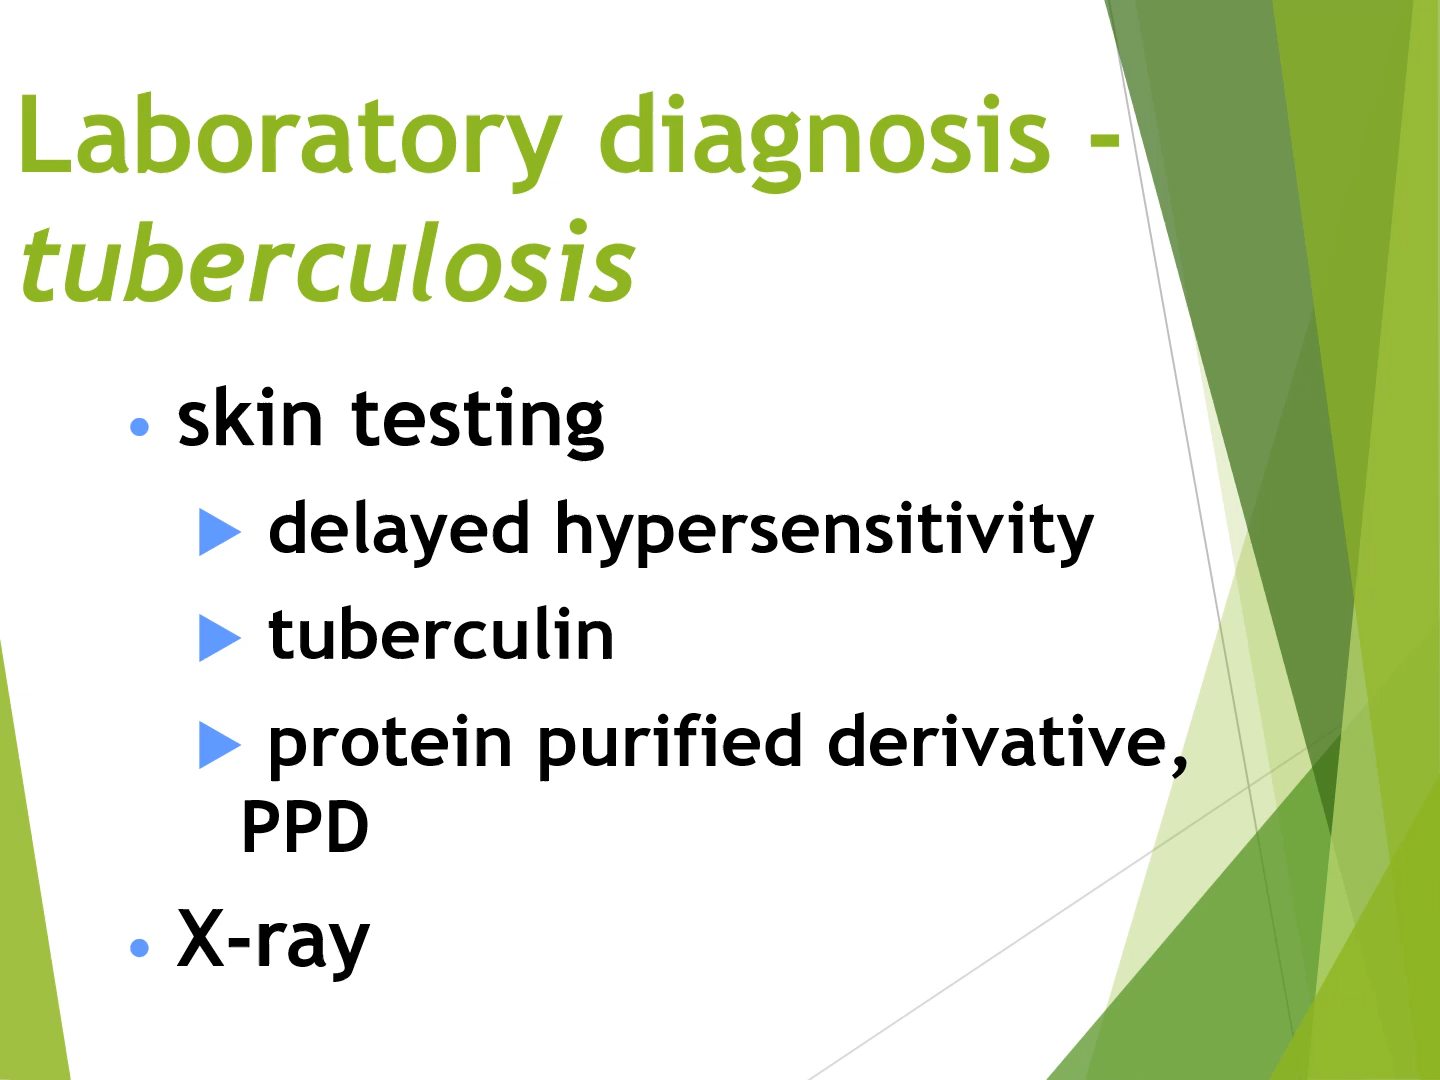 Laboratory diagnosis -
tuberculosis
• skin testing
▶ delayed hypersensitivity
▶ tuberculin
▶ protein purified derivative,
PPD
• X-ray